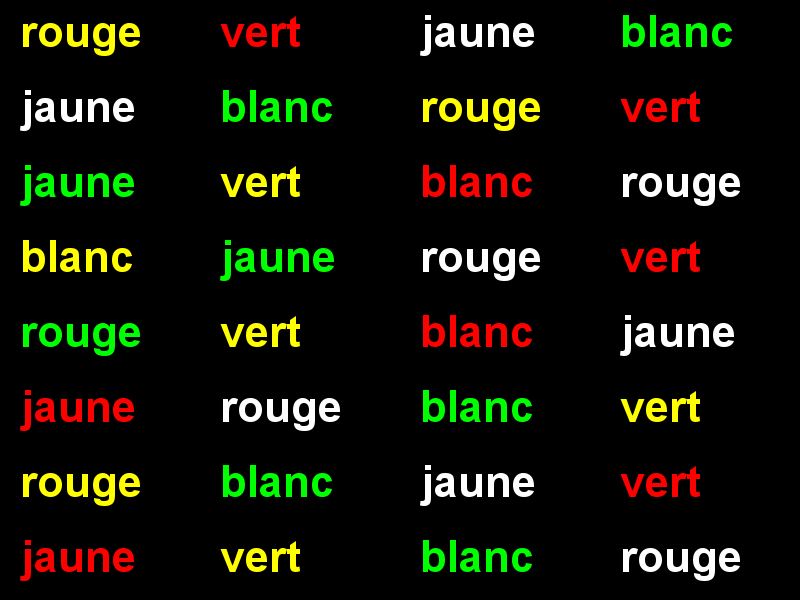 rouge vert jaune blanc
jaune blanc rouge vert
jaune vert blanc rouge
blanc jaune rouge vert
rouge vert blanc jaune
jaune rouge blanc vert
rouge blanc jaune vert
jaune vert blanc rouge